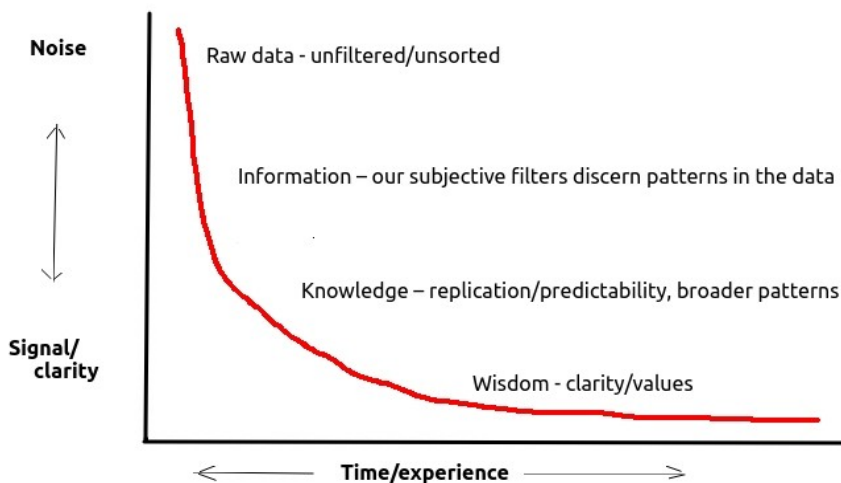 Noise
Raw data - unfiltered/unsorted
Information – our subjective filters discern patterns in the data
Knowledge – replication/predictability, broader patterns
Signal/
clarity
Wisdom - clarity/values
Time/experience